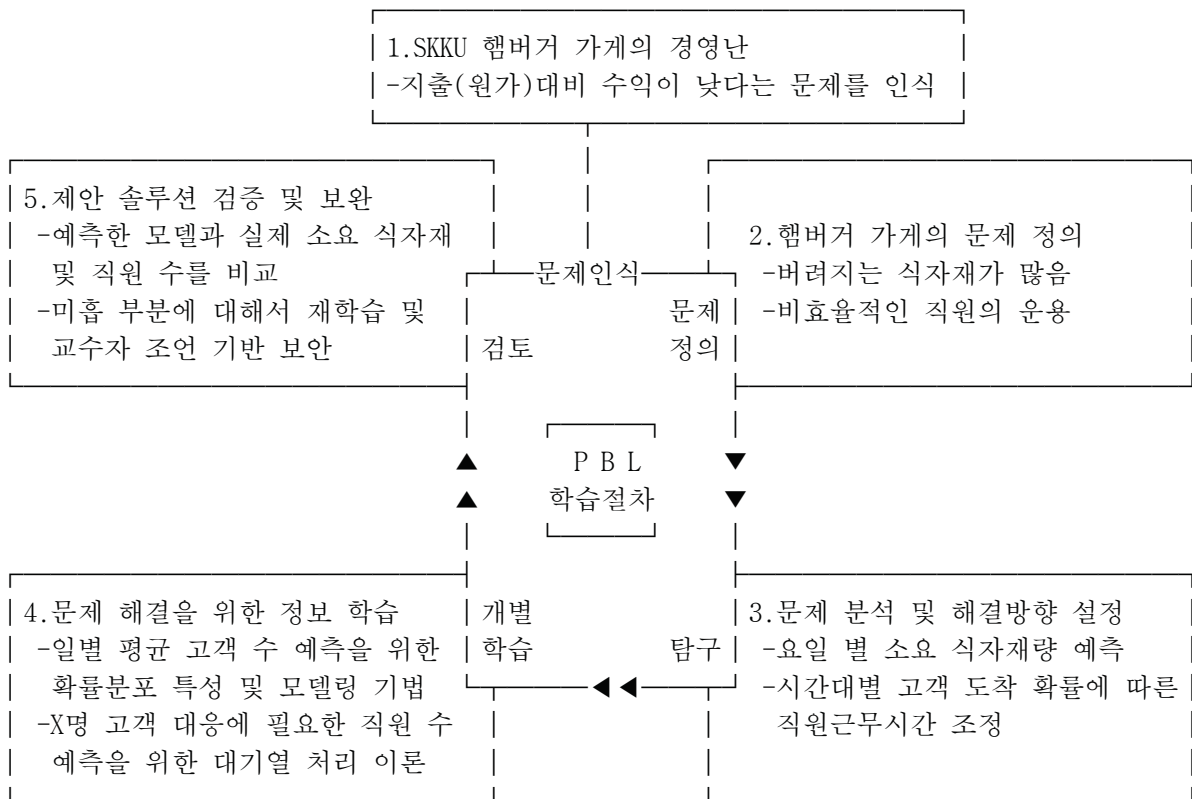 1.SKKU 햄버거 가게의 경영난
-지출(원가)대비 수익이 낮다는 문제를 인식
5.제안 솔루션 검증 및 보완
-예측한 모델과 실제 소요 식자재
및 직원 수를 비교
-미흡 부분에 대해서 재학습 및
교수자 조언 기반 보안
2.햄버거 가게의 문제 정의
-버려지는 식자재가 많음
-비효율적인 직원의 운용
문제인식
문제
정의
검토
P B L
학습절차
4.문제 해결을 위한 정보 학습
-일별 평균 고객 수 예측을 위한
확률분포 특성 및 모델링 기법
-X명 고객 대응에 필요한 직원 수
예측을 위한 대기열 처리 이론
개별
학습
탐구
3.문제 분석 및 해결방향 설정
-요일 별 소요 식자재량 예측
-시간대별 고객 도착 확률에 따른
직원근무시간 조정